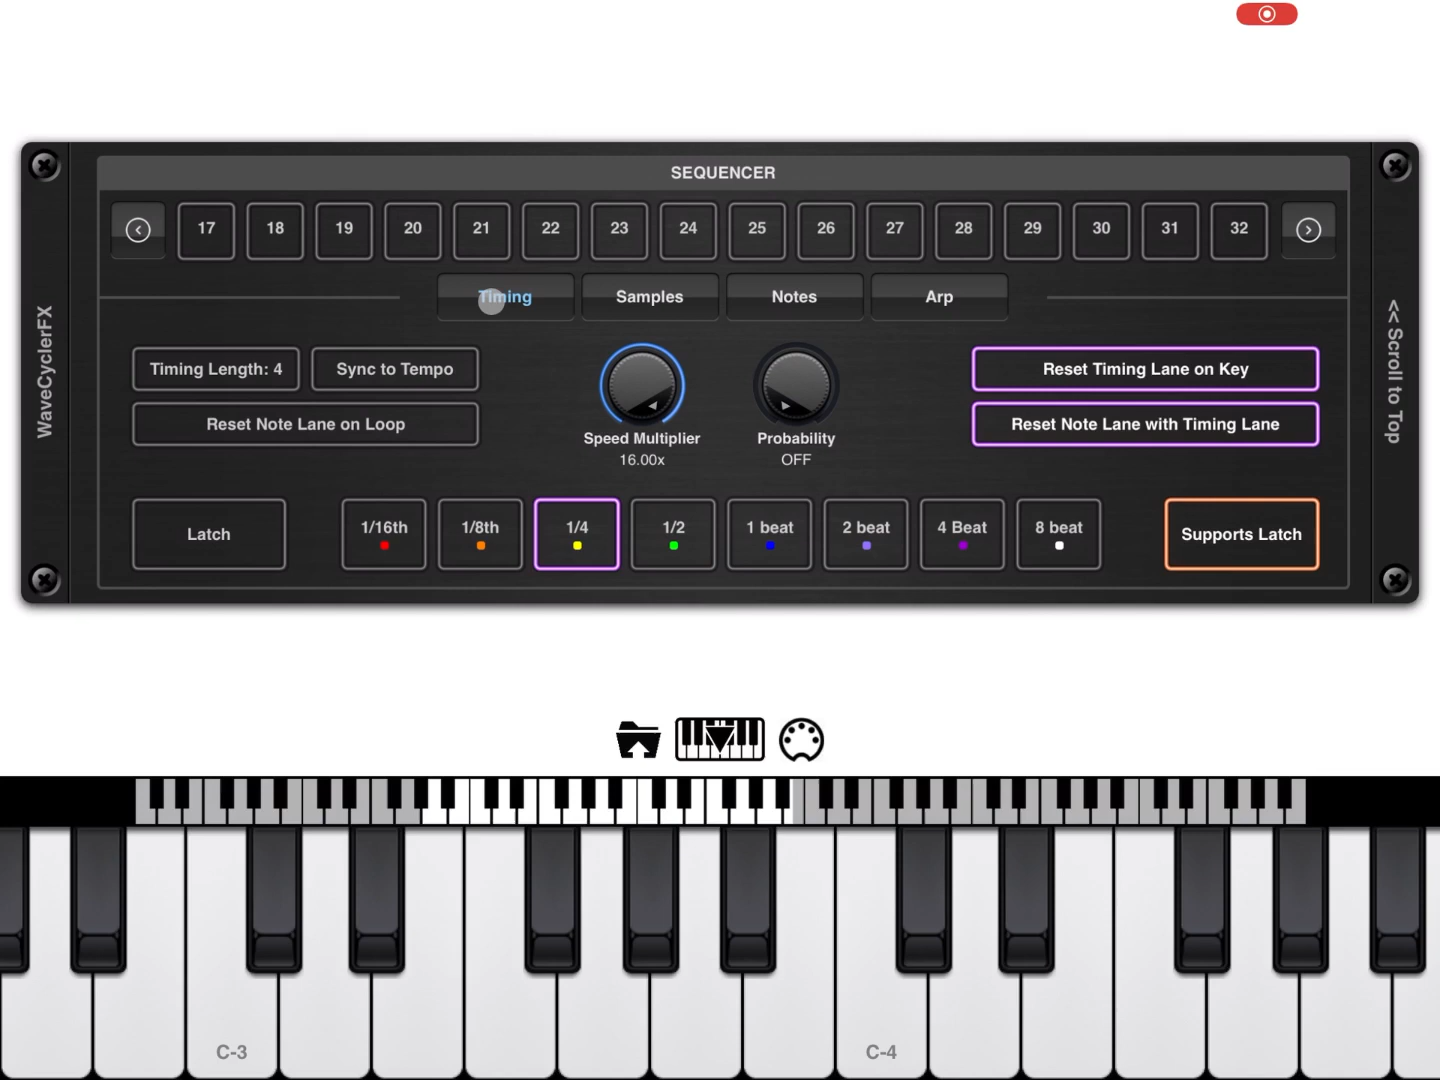 SEQUENCER
17 18 19 20 21 22 23 24 25 26 27 28 29 30 31 32
Timing Samples Notes Arp
WaveCyclerFX
<< Scroll to Top
Timing Length: 4 Sync to Tempo
Reset Timing Lane on Key
Reset Note Lane on Loop
Reset Note Lane with Timing Lane
Speed Multiplier Probability
16.00x OFF
Latch 1/16th 1/8th 1/4 1/2 1 beat 2 beat 4 Beat 8 beat Supports Latch
C-3 C-4